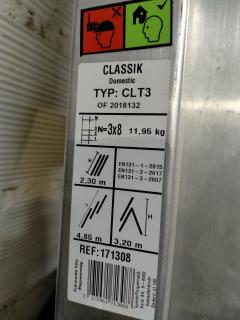 CLASSIK
Domestic
TYP: CLT3
OF 2018132
N=3x8 11,95 kg
EN131-1-2015
EN131-2-2017
EN131-3-2007
2,30 m
H
4,85 m
3,20 m
REF:171308